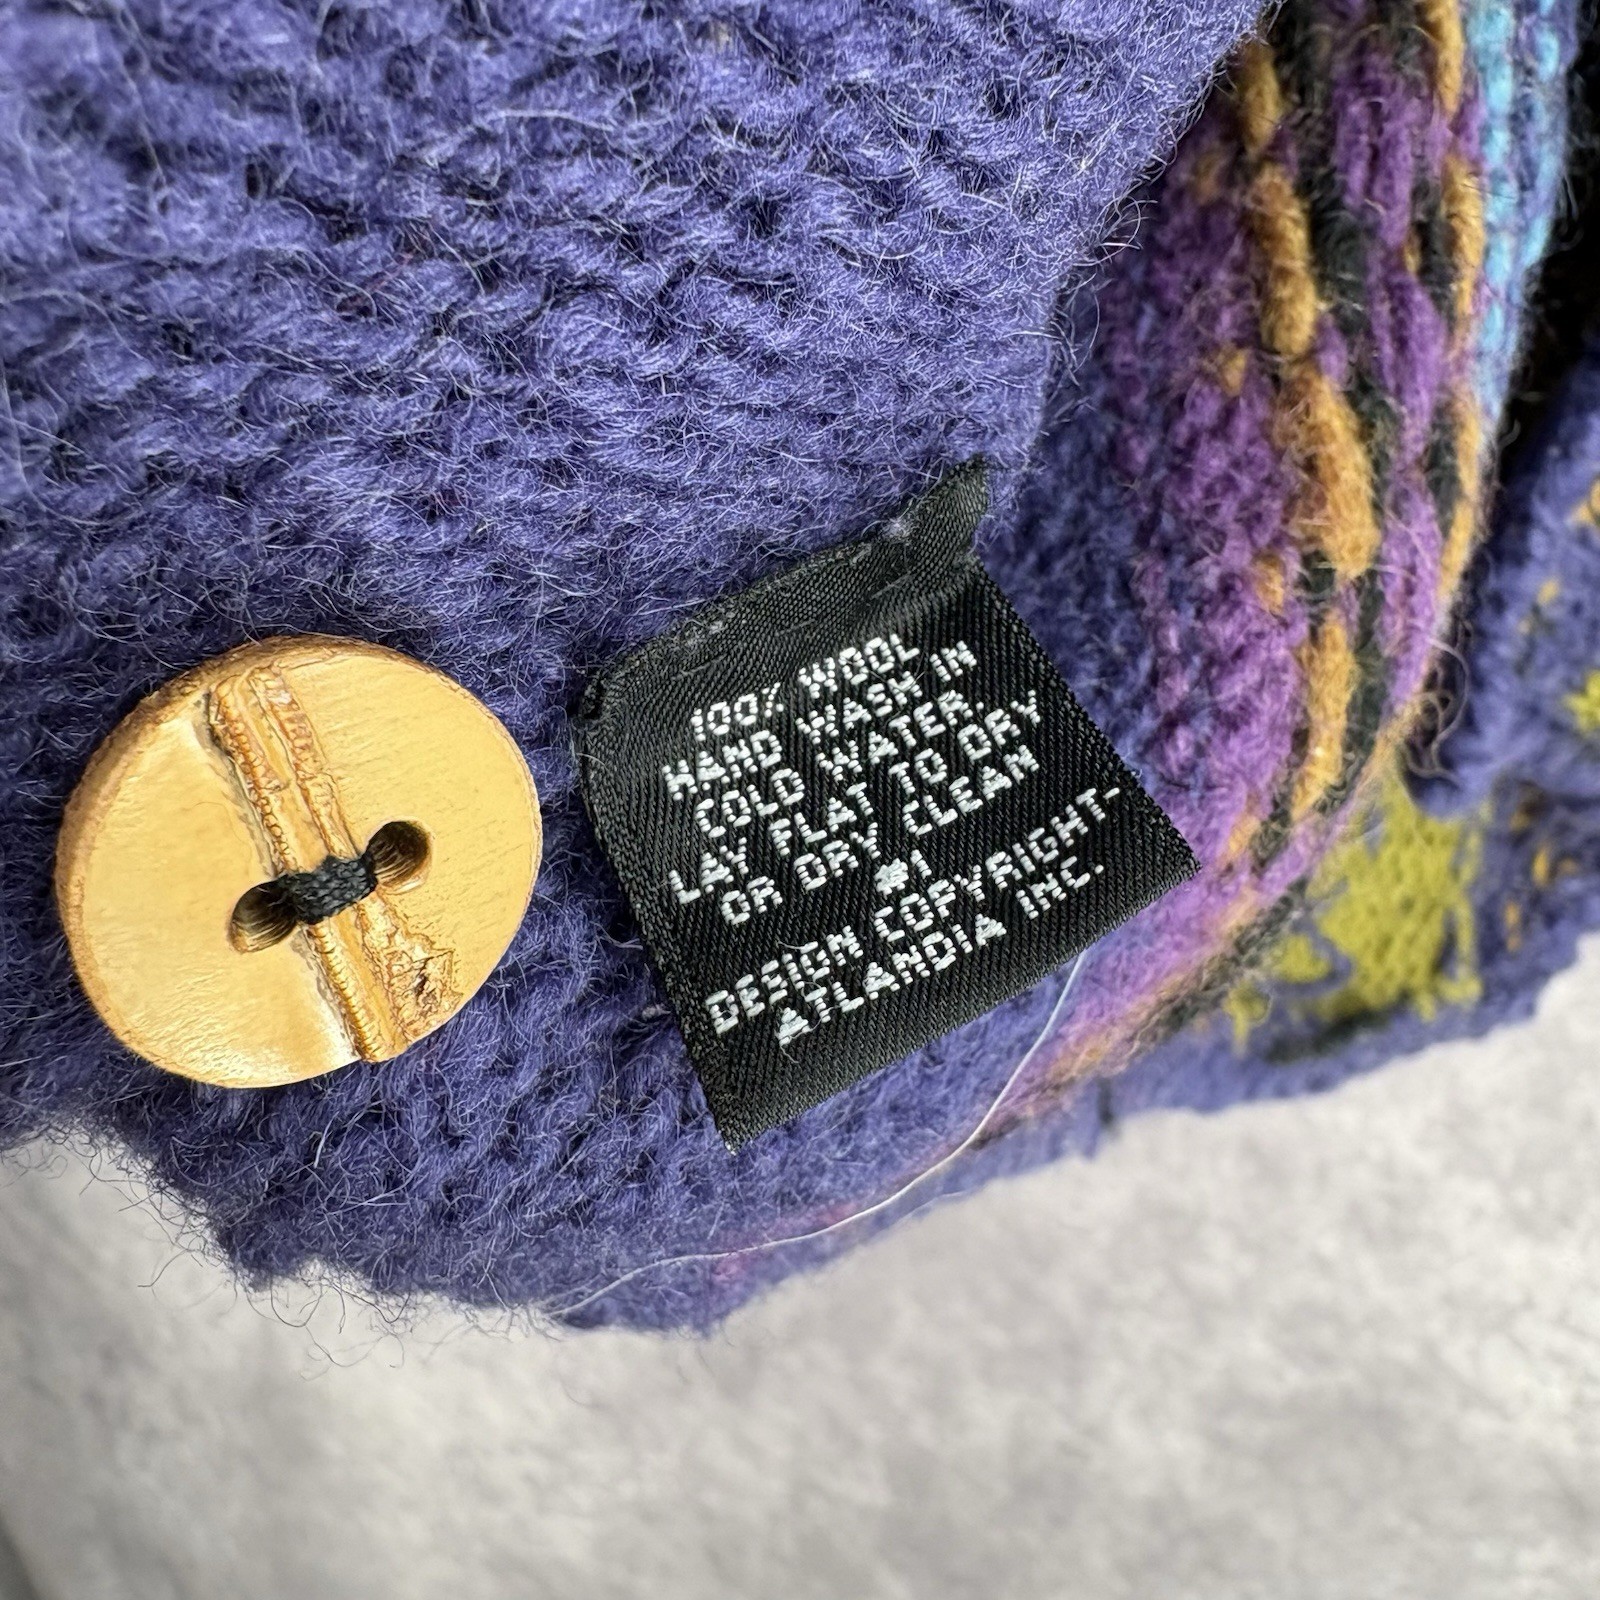 100% WOOL
HAND WASH IN
COLD WATER,
LAY FLAT TO DRY
OR DRY CLEAN
#1
DESIGN COPYRIGHT-
ATLANDIA INC.